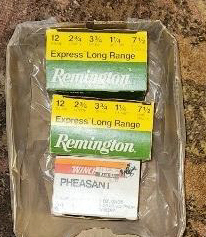 12 2¾ 3¾ 1¼ 7½
Express Long Range
Remington
12 2¾ 3¾ 1¼ 7½
Express Long Range
Remington
PHEASANT